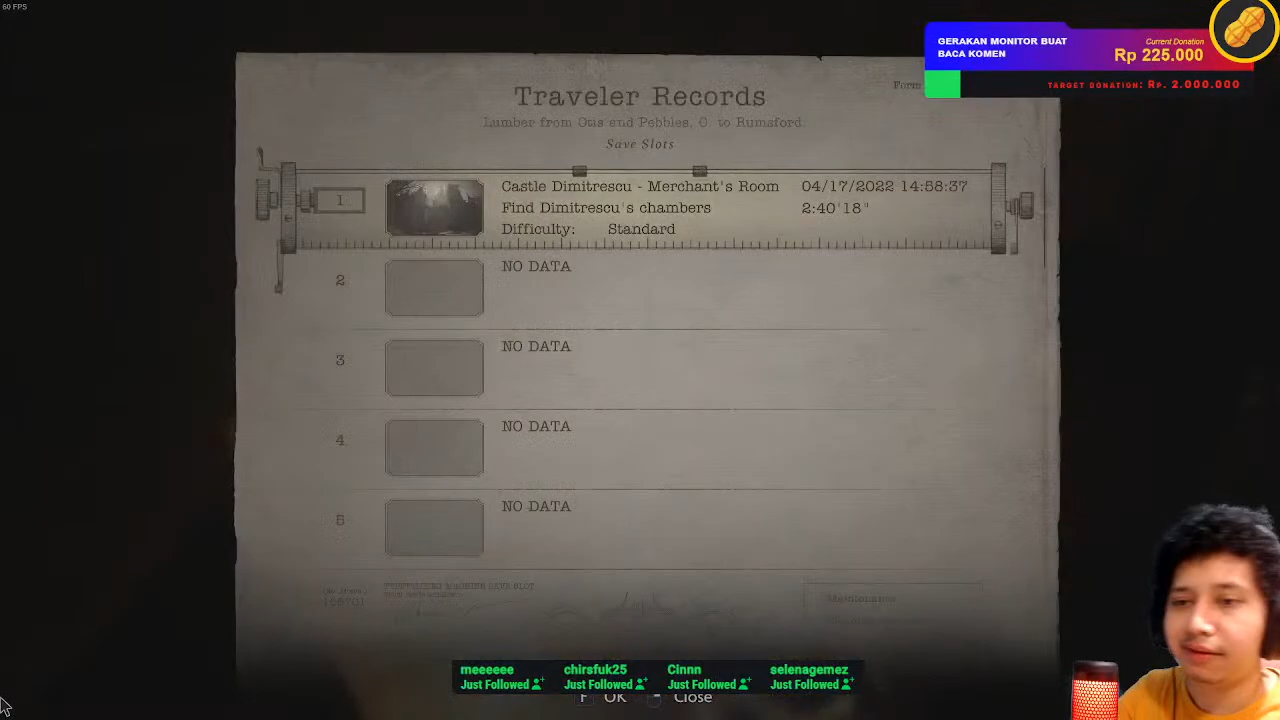 60 FPS
GERAKAN MONITOR BUAT
BACA KOMEN
Current Donation
Rp 225.000
TARGET DONATION: Rp. 2.000.000
Form
Traveler Records
Lumber from Otis and Pebbles, O. to Rumsford.
Save Slots
1
Castle Dimitrescu - Merchant's Room 04/17/2022 14:58:37
Find Dimitrescu's chambers 2:40'18"
Difficulty: Standard
2 NO DATA
3 NO DATA
4 NO DATA
5 NO DATA
meeeeee chirsfuk25 Cinnn selenagemez
Just Followed Just Followed Just Followed Just Followed
F OK Close